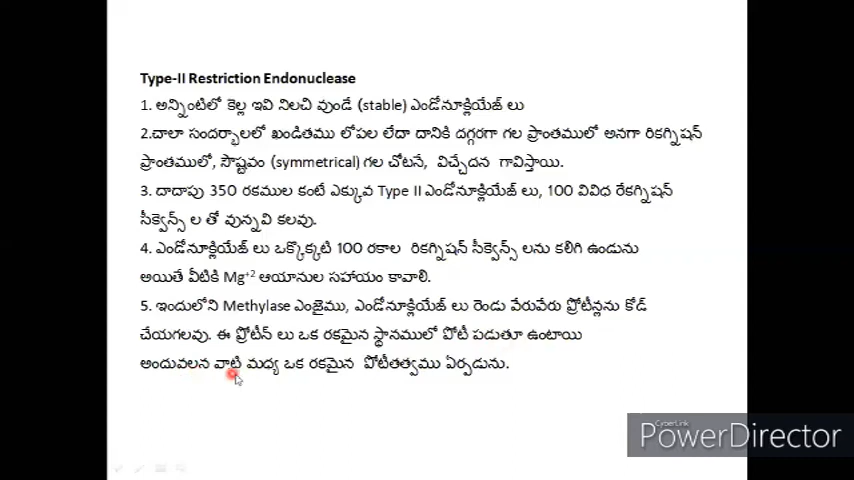 Type-II Restriction Endonuclease
1. అన్నింటిలో కెల్ల ఇవి నిలచి వుండే (stable) ఎండోనూక్లియేజ్ లు
2.చాలా సందర్భాలలో ఖండితము లోపల లేదా దానికి దగ్గరగా గల ప్రాంతములో అనగా రికగ్నిషన్
ప్రాంతములో, సౌష్టవం (symmetrical) గల చోటనే, విచ్చేదన గావిస్తాయి.
3. దాదాపు 350 రకముల కంటే ఎక్కువ Type II ఎండోనూక్లియేజ్ లు, 100 వివిధ రేకగ్నిషన్
సీక్వెన్స్ ల తో వున్నవి కలవు.
4. ఎండోనూక్లియేజ్ లు ఒక్కొక్కటి 100 రకాల రికగ్నిషన్ సీక్వెన్స్ లను కలిగి ఉండును
అయితే వీటికి Mg+2 ఆయానుల సహాయం కావాలి.
5. ఇందులోని Methylase ఎంజైము, ఎండోనూక్లియేజ్ లు రెండు వేరువేరు ప్రోటీన్లను కోడ్
చేయగలవు. ఈ ప్రోటీన్ లు ఒక రకమైన స్థానములో పోటీ పడుతూ ఉంటాయి
అందువలన వాటి మధ్య ఒక రకమైన పోటీతత్వము ఏర్పడును.
CyberLink
PowerDirector